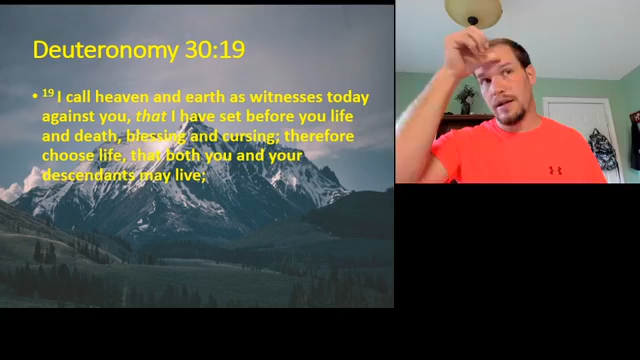 Deuteronomy 30:19
• 19 I call heaven and earth as witnesses today
against you, that I have set before you life
and death, blessing and cursing; therefore
choose life, that both you and your
descendants may live;